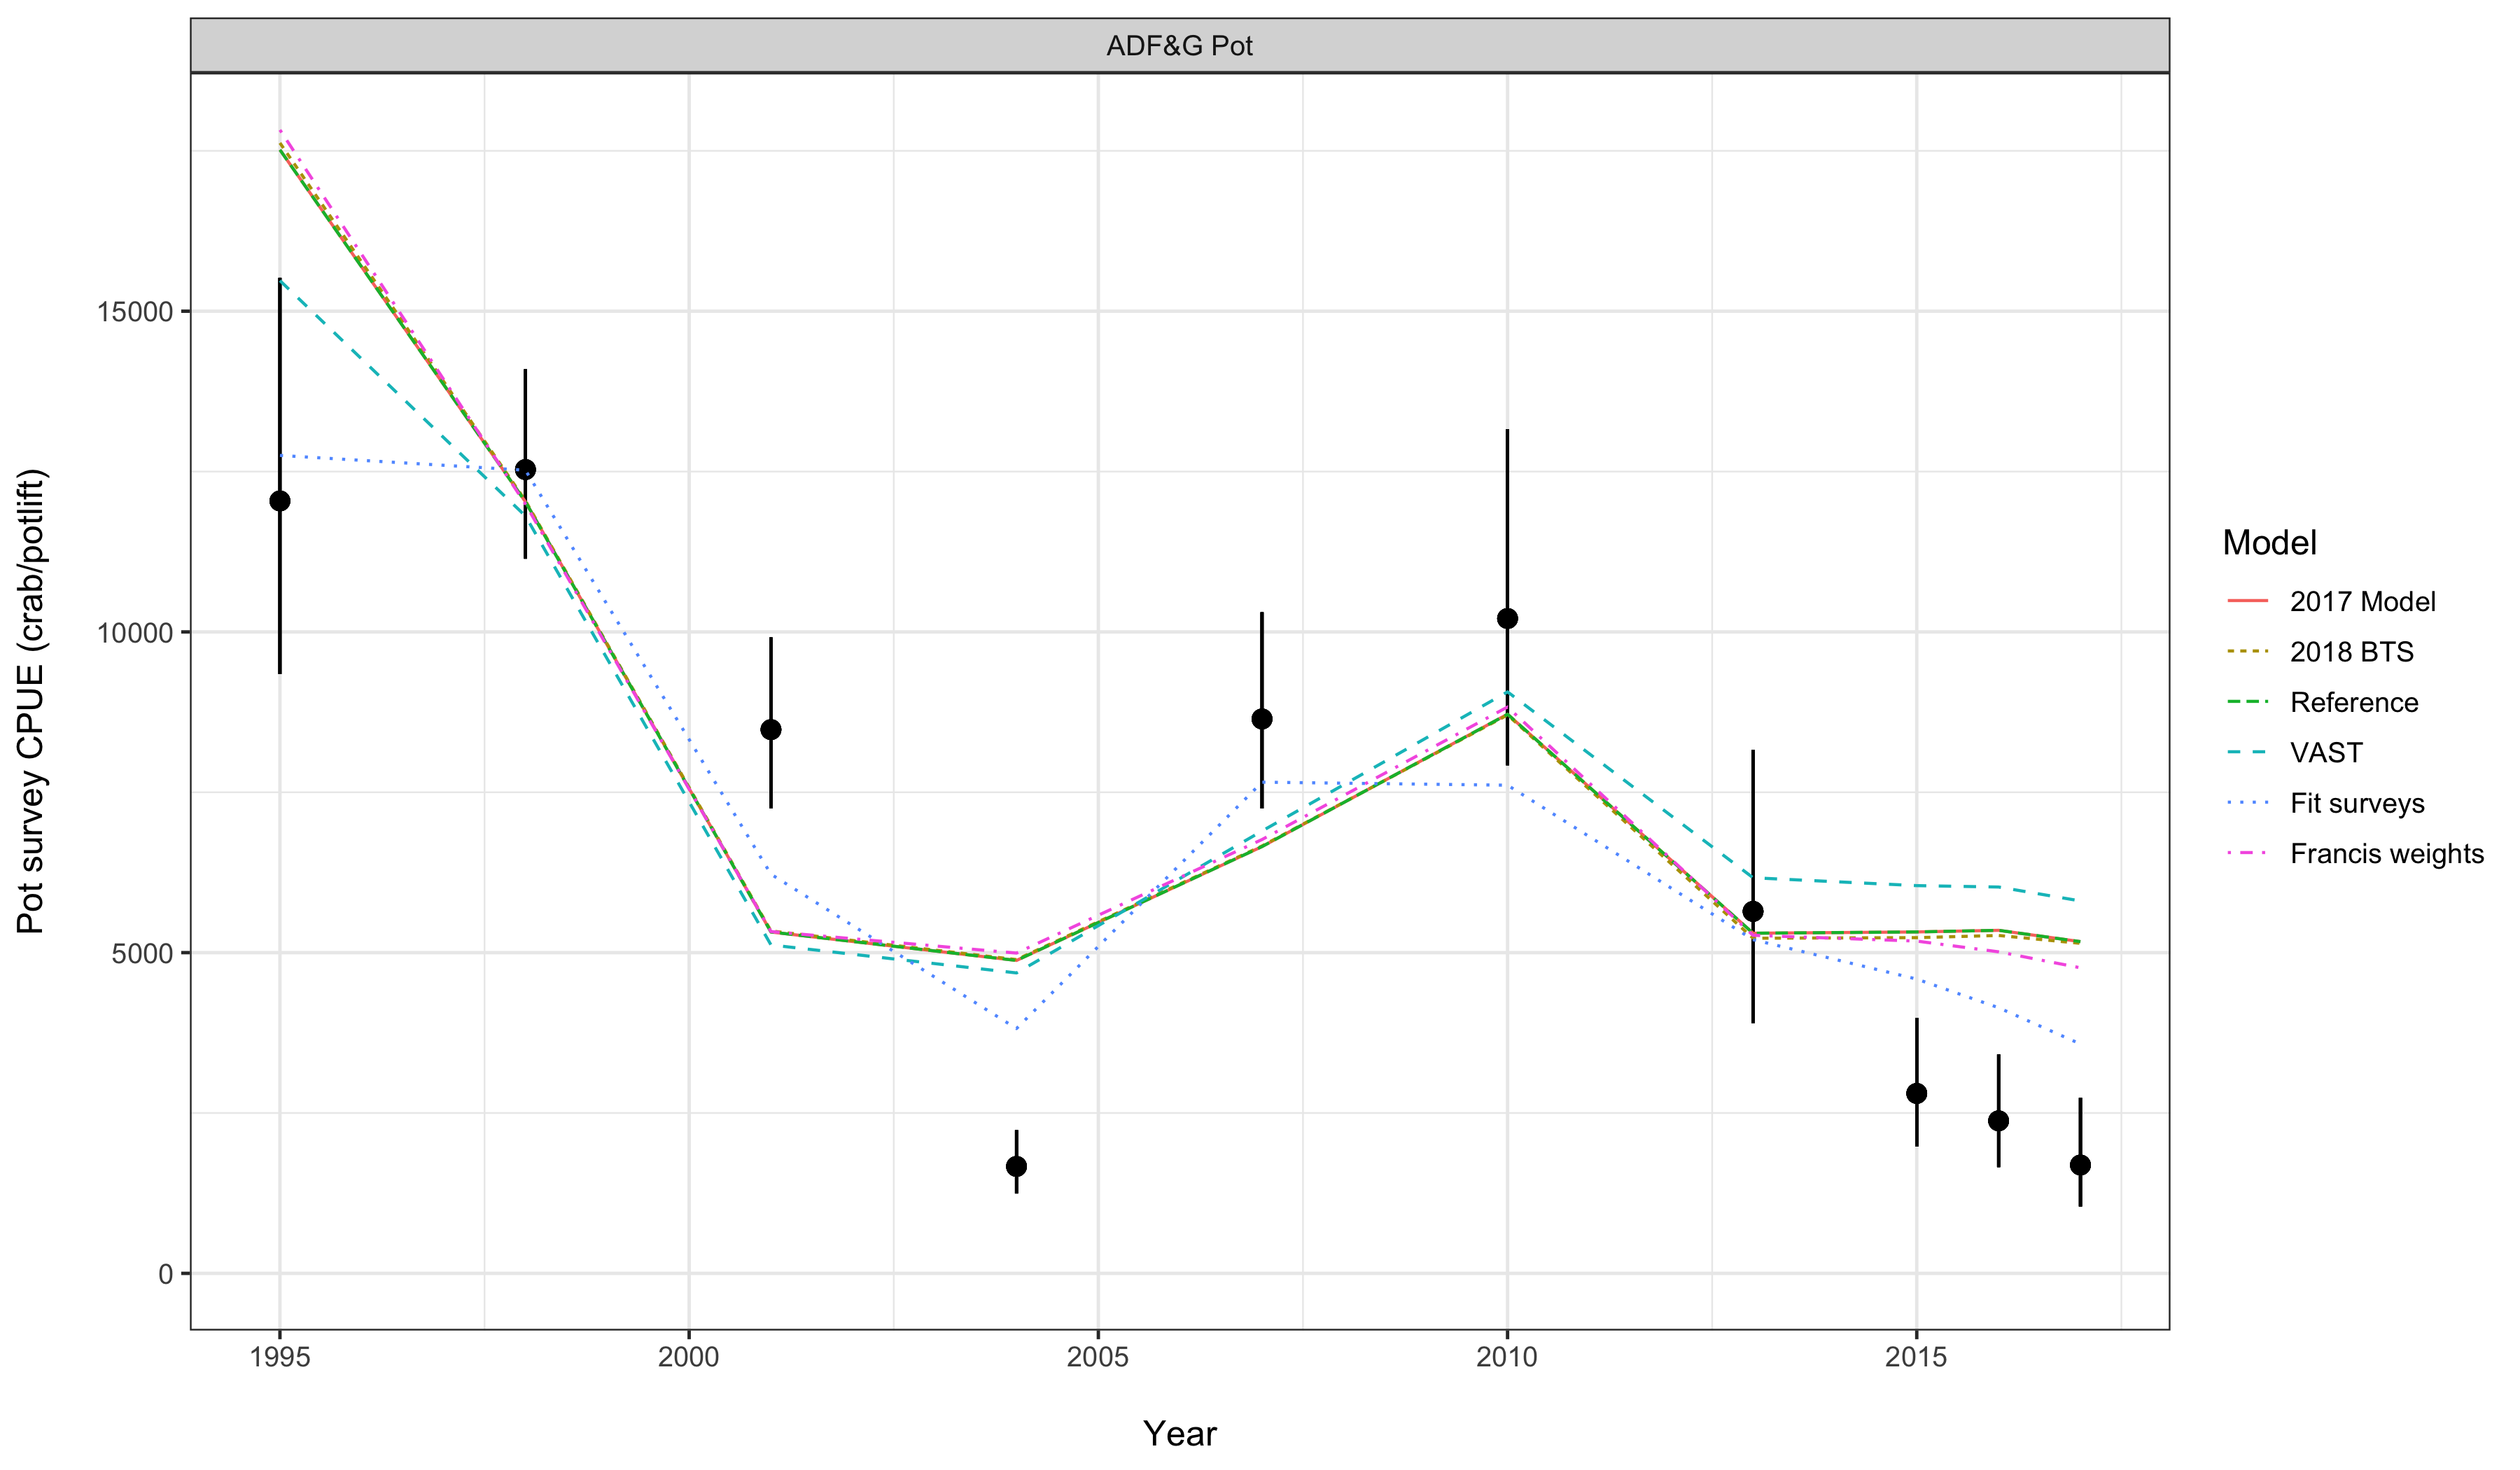 ADF&G Pot
Pot survey CPUE (crab/potlift)
15000
10000
5000
0
1995
2000
2005
2010
2015
Year
Model
2017 Model
2018 BTS
Reference
VAST
Fit surveys
Francis weights